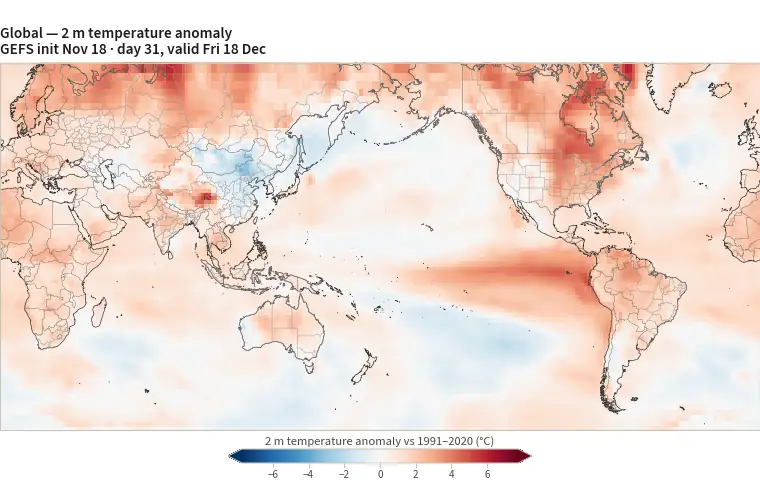 Global — 2 m temperature anomaly
GEFS init Nov 18 · day 31, valid Fri 18 Dec
2 m temperature anomaly vs 1991–2020 (°C)
−6 −4 −2 0 2 4 6